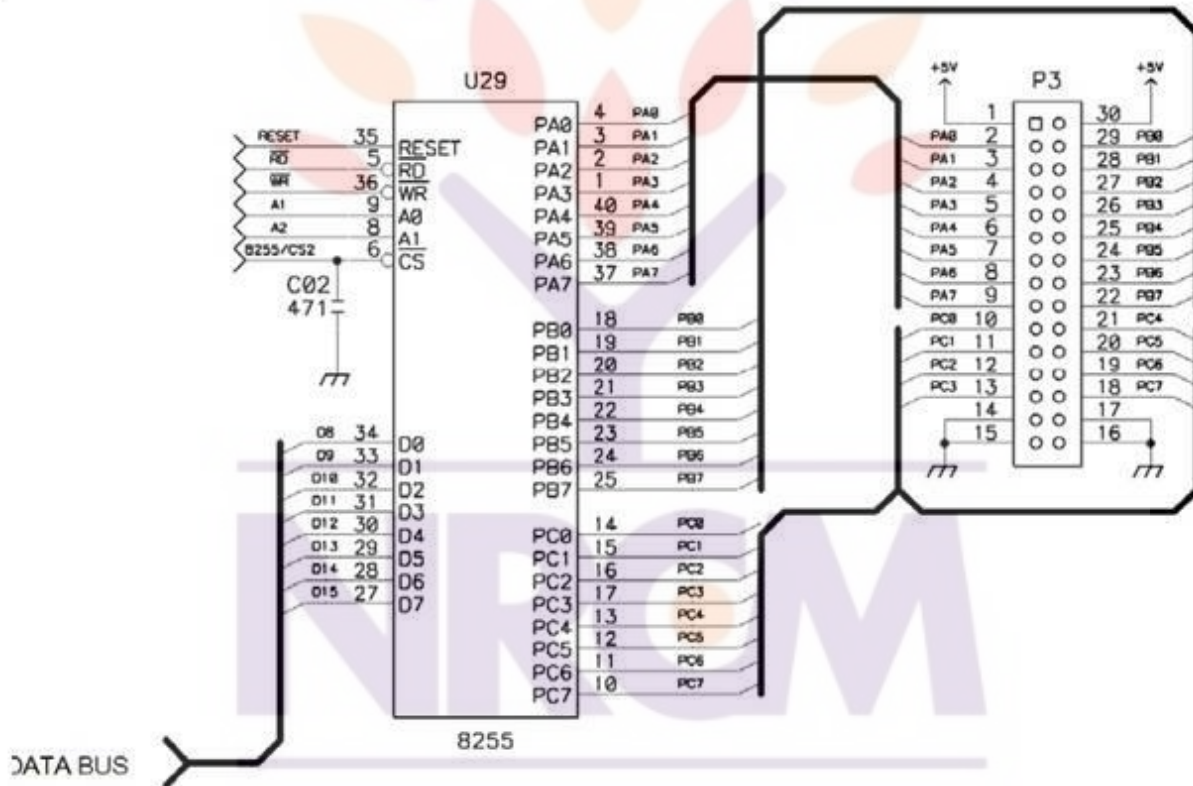 U29
RESET 35 RESET
RD 5 RD
WR 36 WR
A1 9 A0
A2 8 A1
8255/CS2 6 CS
C02
471
D8 34 D0
D9 33 D1
D10 32 D2
D11 31 D3
D12 30 D4
D13 29 D5
D14 28 D6
D15 27 D7
PA0 4 PA0
PA1 3 PA1
PA2 2 PA2
PA3 1 PA3
PA4 40 PA4
PA5 39 PA5
PA6 38 PA6
PA7 37 PA7
PB0 18 PB0
PB1 19 PB1
PB2 20 PB2
PB3 21 PB3
PB4 22 PB4
PB5 23 PB5
PB6 24 PB6
PB7 25 PB7
PC0 14 PC0
PC1 15 PC1
PC2 16 PC2
PC3 17 PC3
PC4 13 PC4
PC5 12 PC5
PC6 11 PC6
PC7 10 PC7
8255
+5V P3 +5V
1 30
PA0 2 29 PB0
PA1 3 28 PB1
PA2 4 27 PB2
PA3 5 26 PB3
PA4 6 25 PB4
PA5 7 24 PB5
PA6 8 23 PB6
PA7 9 22 PB7
PC0 10 21 PC4
PC1 11 20 PC5
PC2 12 19 PC6
PC3 13 18 PC7
14 17
15 16
NRCM
DATA BUS